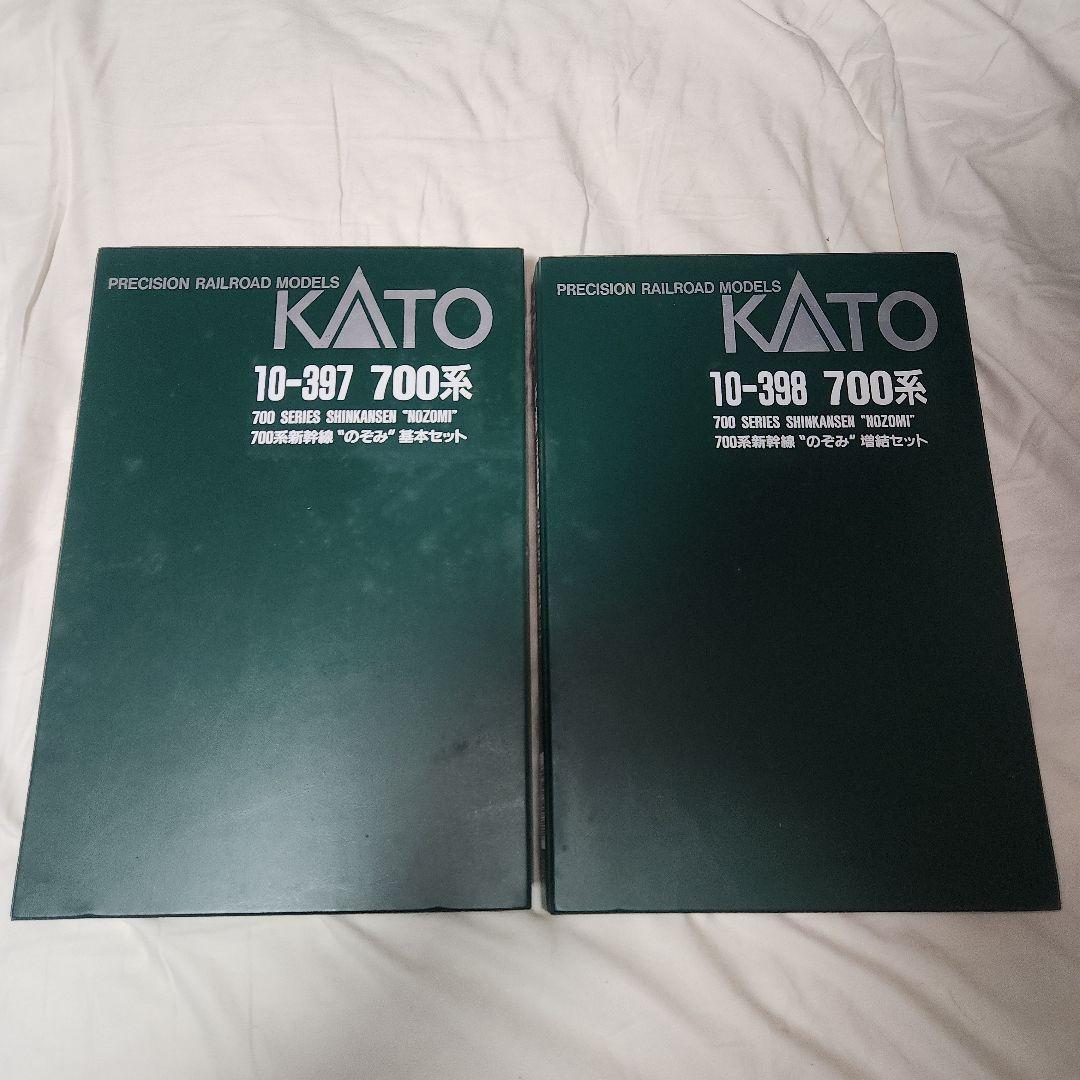 PRECISION RAILROAD MODELS
KATO
10-397 700系
700 SERIES SHINKANSEN "NOZOMI"
700系新幹線 "のぞみ" 基本セット
PRECISION RAILROAD MODELS
KATO
10-398 700系
700 SERIES SHINKANSEN "NOZOMI"
700系新幹線 "のぞみ" 増結セット